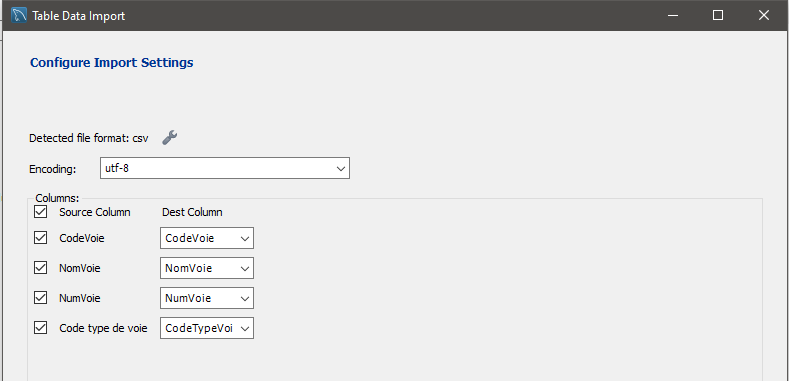 Table Data Import
Configure Import Settings
Detected file format: csv
Encoding: utf-8
Columns:
Source Column Dest Column
CodeVoie CodeVoie
NomVoie NomVoie
NumVoie NumVoie
Code type de voie CodeTypeVoi